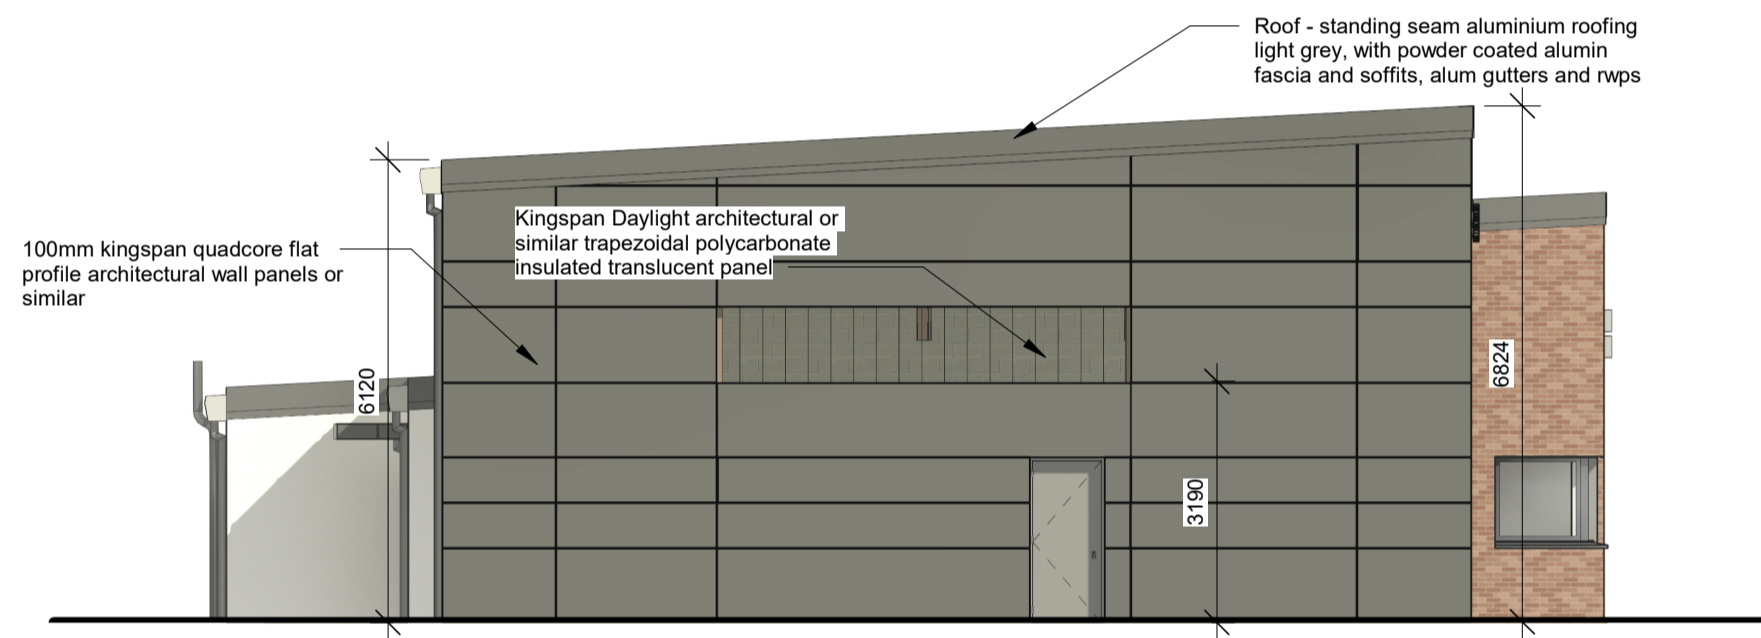 Roof - standing seam aluminium roofing
light grey, with powder coated alumin
fascia and soffits, alum gutters and rwps
Kingspan Daylight architectural or
similar trapezoidal polycarbonate
insulated translucent panel
100mm kingspan quadcore flat
profile architectural wall panels or
similar
6120
6824
3190